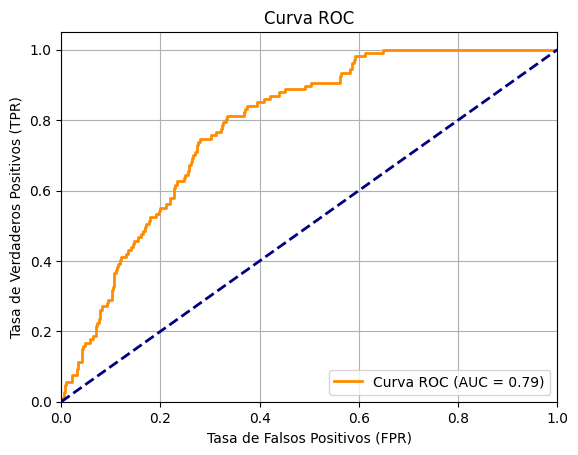 Curva ROC
1.0
0.8
0.6
0.4
0.2
0.0
Tasa de Verdaderos Positivos (TPR)
Curva ROC (AUC = 0.79)
0.0 0.2 0.4 0.6 0.8 1.0
Tasa de Falsos Positivos (FPR)